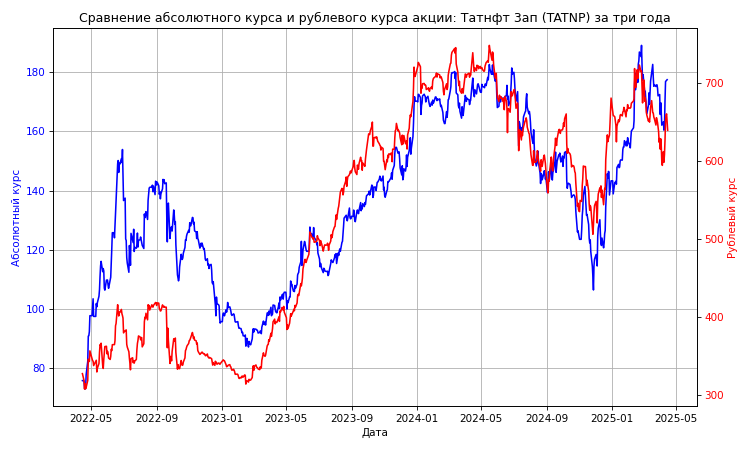 Сравнение абсолютного курса и рублевого курса акции: Татнфт 3ап (TATNP) за три года
Абсолютный курс
180
160
140
120
100
80
700
600
500
400
300
Рублевый курс
2022-05 2022-09 2023-01 2023-05 2023-09 2024-01 2024-05 2024-09 2025-01 2025-05
Дата